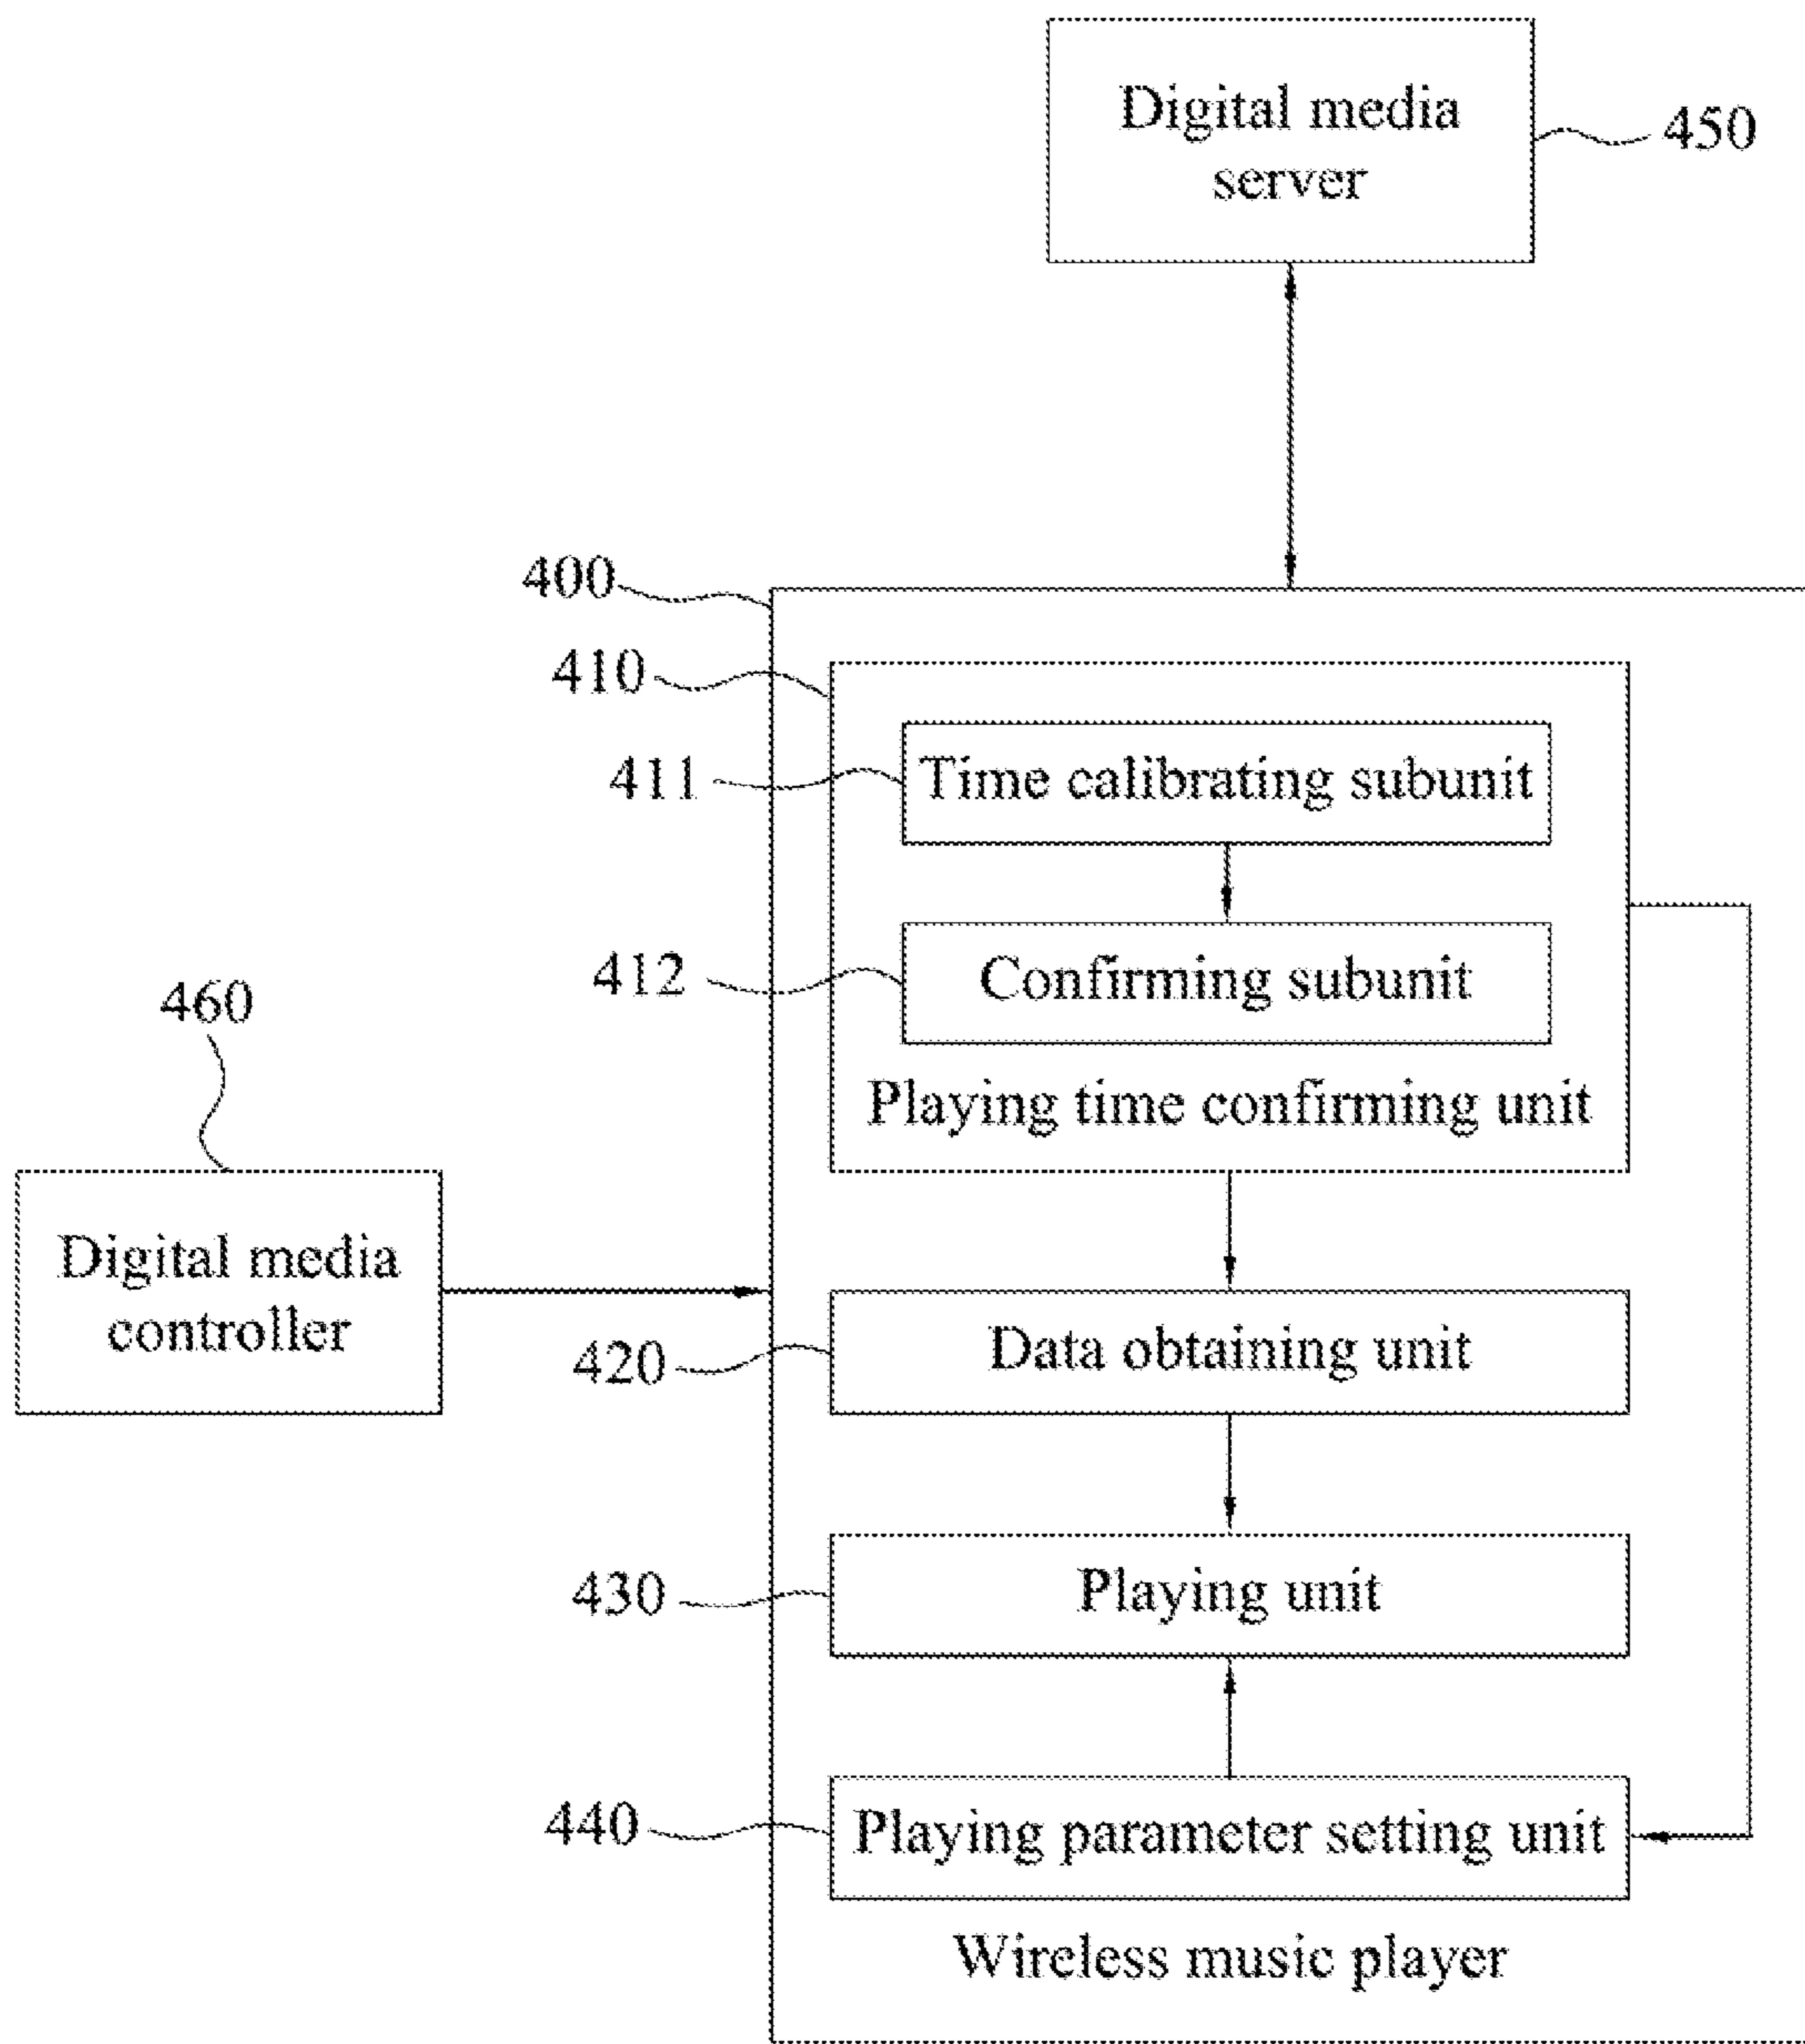 Digital media
server
450
400
410
411
Time calibrating subunit
412
Confirming subunit
Playing time confirming unit
460
Digital media
controller
420
Data obtaining unit
430
Playing unit
440
Playing parameter setting unit
Wireless music player